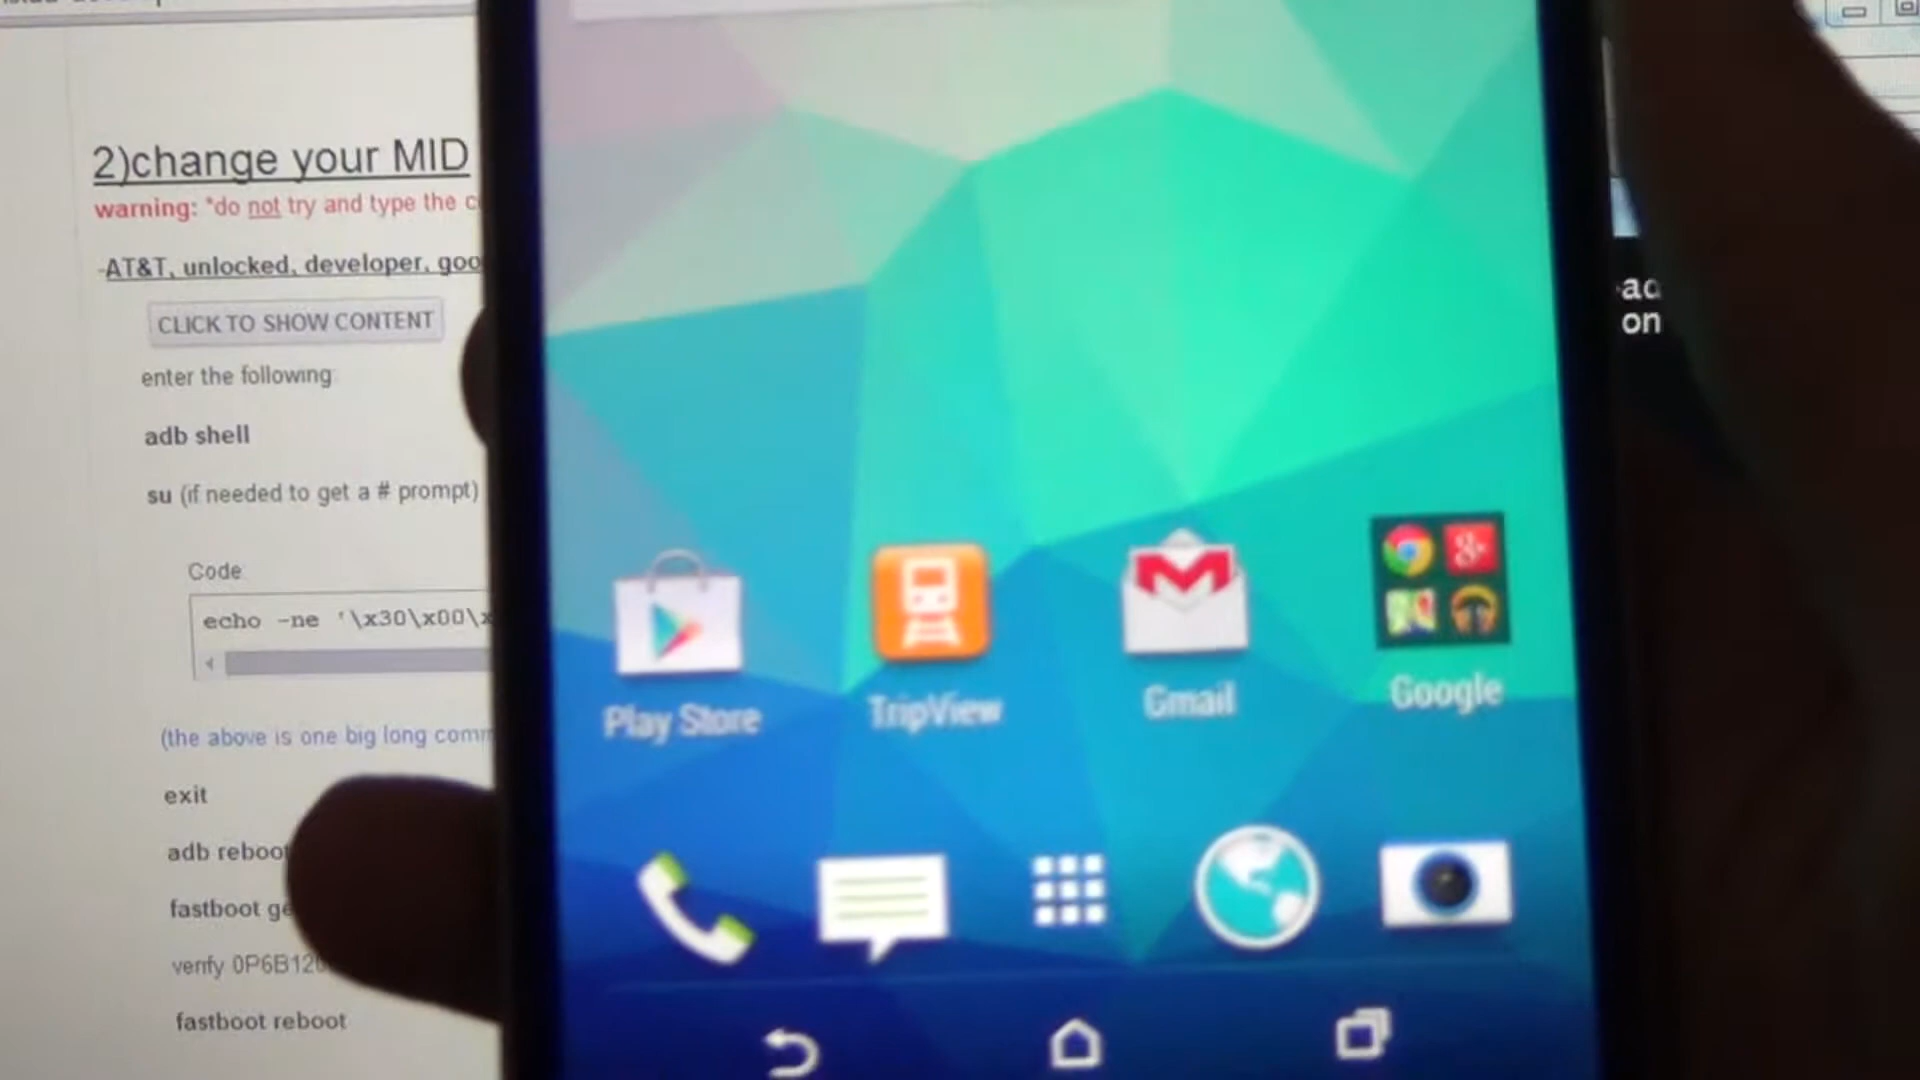 2)change your MID
warning: *do not try and type the
-AT&T, unlocked, developer, goo
CLICK TO SHOW CONTENT
enter the following
adb shell
su (if needed to get a # prompt)
Code
echo -ne '\x30\x00\x
(the above is one big long comm
exit
adb reboot
fastboot ge
verify 0P6B120
fastboot reboot
Play Store
TripView
Gmail
Google
ad
on